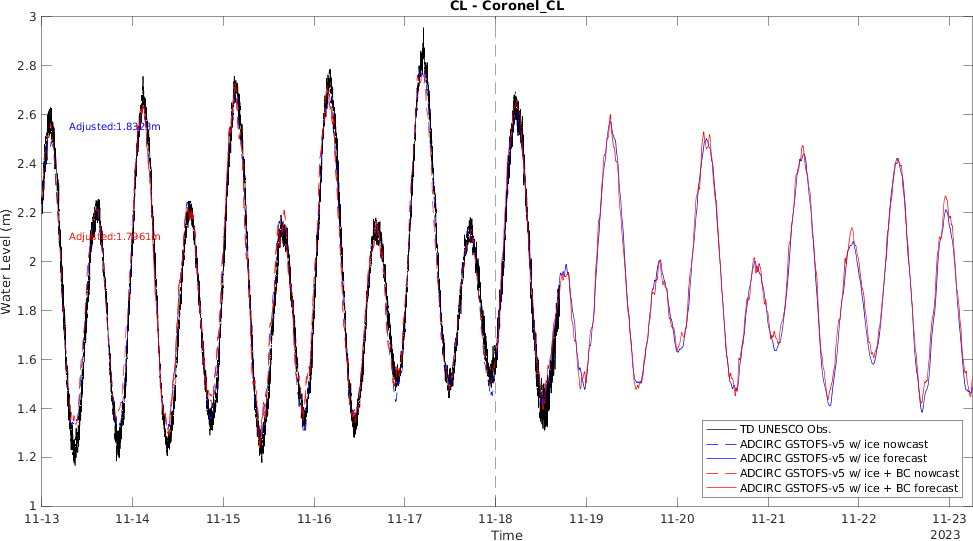 CL - Coronel_CL
3
2.8
2.6
2.4
2.2
2
1.8
1.6
1.4
1.2
1
Water Level (m)
Adjusted:1.8323m
Adjusted:1.7961m
TD UNESCO Obs.
ADCIRC GSTOFS-v5 w/ ice nowcast
ADCIRC GSTOFS-v5 w/ ice forecast
ADCIRC GSTOFS-v5 w/ ice + BC nowcast
ADCIRC GSTOFS-v5 w/ ice + BC forecast
11-13 11-14 11-15 11-16 11-17 11-18 11-19 11-20 11-21 11-22 11-23
Time
2023